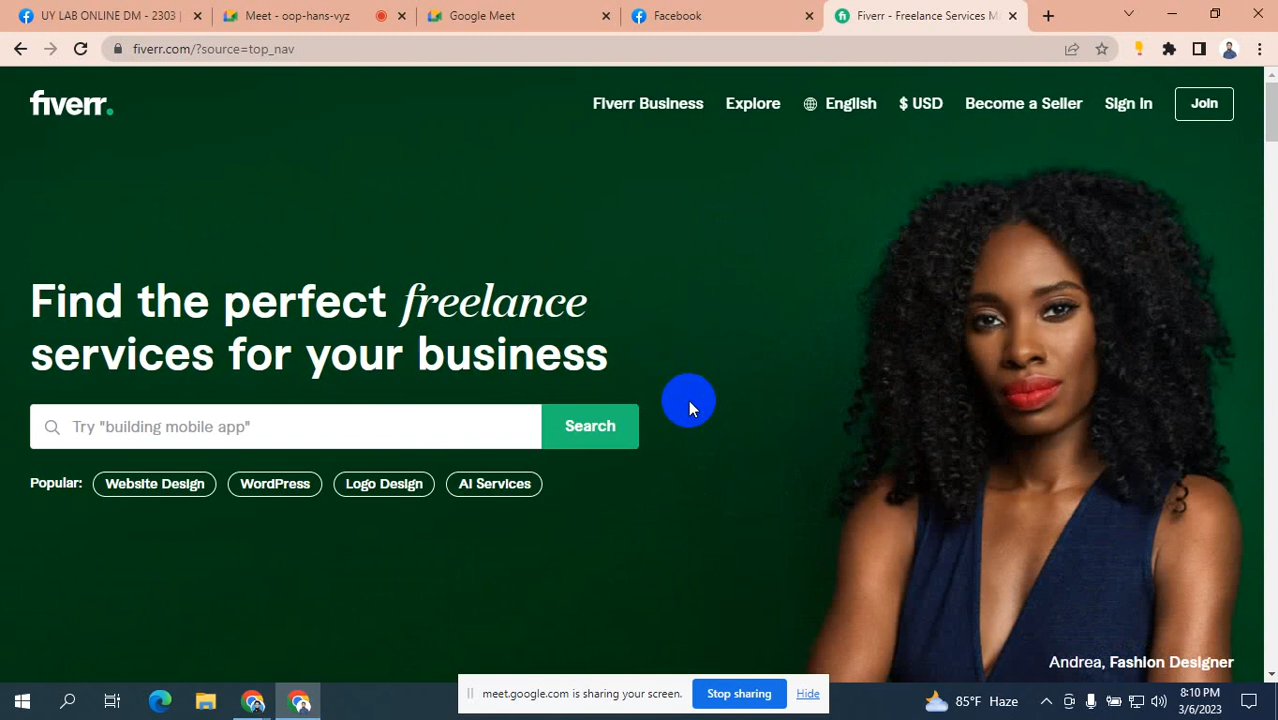 UY LAB ONLINE DM - 2303
Meet - oop-hans-vyz
Google Meet
Facebook
Fiverr - Freelance Services M
fiverr.com/?source=top_nav
fiverr.
Fiverr Business
Explore
English
$ USD
Become a Seller
Sign In
Join
Find the perfect freelance
services for your business
Try "building mobile app"
Search
Popular:
Website Design
WordPress
Logo Design
AI Services
Andrea, Fashion Designer
meet.google.com is sharing your screen.
Stop sharing
Hide
85°F Haze
8:10 PM
3/6/2023